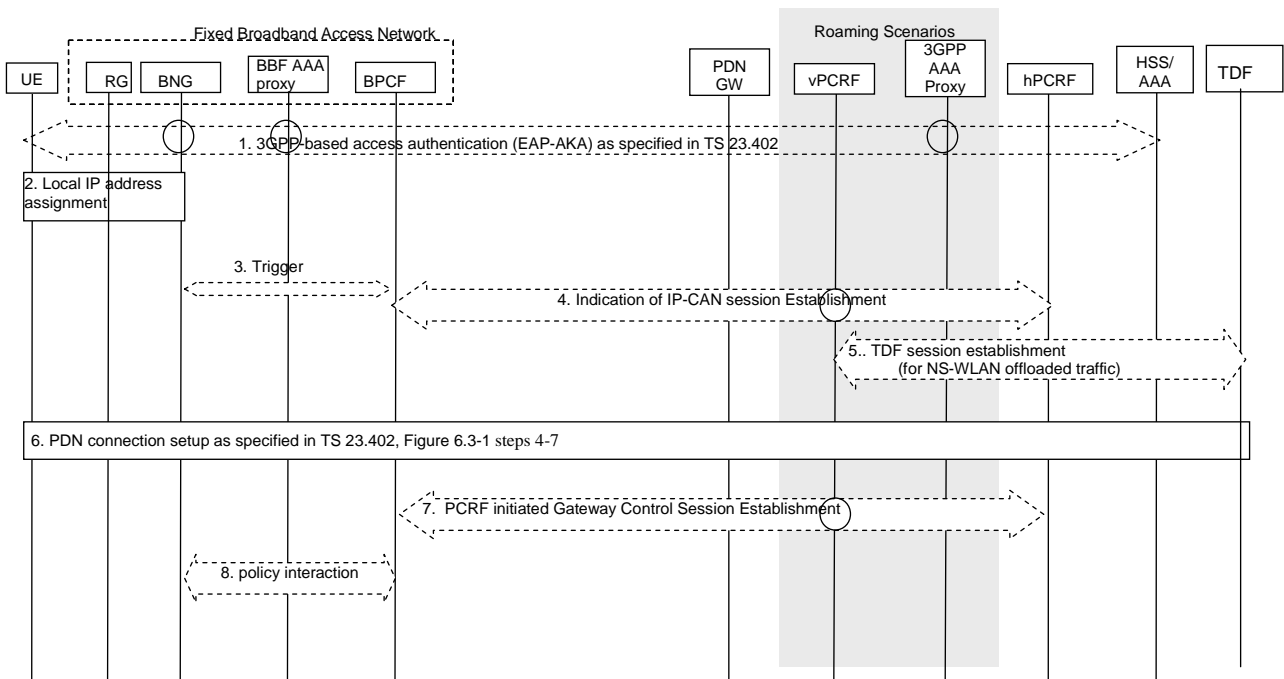 Fixed Broadband Access Network
Roaming Scenarios
UE
RG
BNG
BBF AAA
proxy
BPCF
PDN
GW
vPCRF
3GPP
AAA
Proxy
hPCRF
HSS/
AAA
TDF
1. 3GPP-based access authentication (EAP-AKA) as specified in TS 23.402
2. Local IP address
assignment
3. Trigger
4. Indication of IP-CAN session Establishment
5.. TDF session establishment
(for NS-WLAN offloaded traffic)
6. PDN connection setup as specified in TS 23.402, Figure 6.3-1 steps 4-7
7. PCRF initiated Gateway Control Session Establishment
8. policy interaction